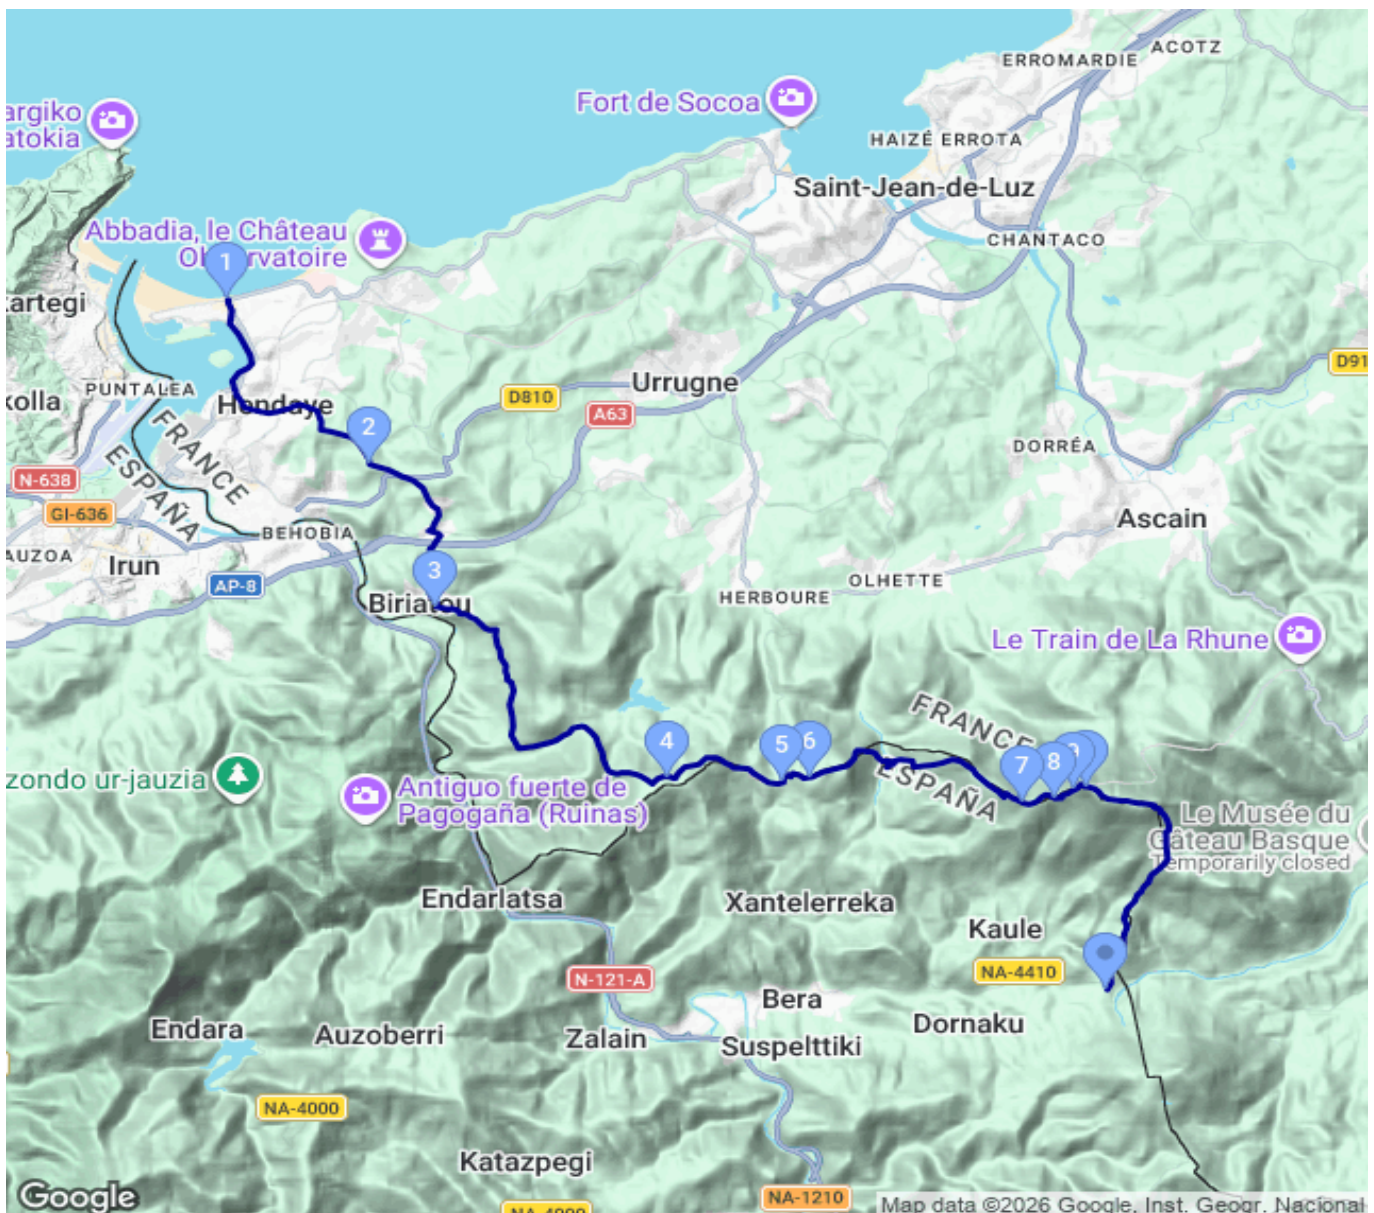 ACOTZ
ERROMARDIE
Fort de Socoa
argiko
atokia
HAIZÉ ERROTA
Saint-Jean-de-Luz
Abbadia, le Château
1
CHANTACO
kartegi
D91
PUNTALEA
Urrugne
D810
kolla
Hendaye
A63
2
FRANCE
ESPAÑA
DORRÉA
N-638
GI-636
Ascain
BEHOBIA
AUZOA
Irun
AP-8
3
OLHETTE
Biriatou
HERBOURE
Le Train de La Rhune
FRANCE
ESPAÑA
4
5
6
7
8
9
zondo ur-jauzia
Antiguo fuerte de
Pagogaña (Ruinas)
Le Musée du
Gâteau Basque
Temporarily closed
Endarlatsa
Xantelerreka
Kaule
NA-4410
N-121-A
Bera
Dornaku
Endara
Auzoberri
Zalain
Suspelttiki
NA-4000
Katazpegi
Google
NA-1210
Map data ©2026 Google, Inst. Geogr. Nacional